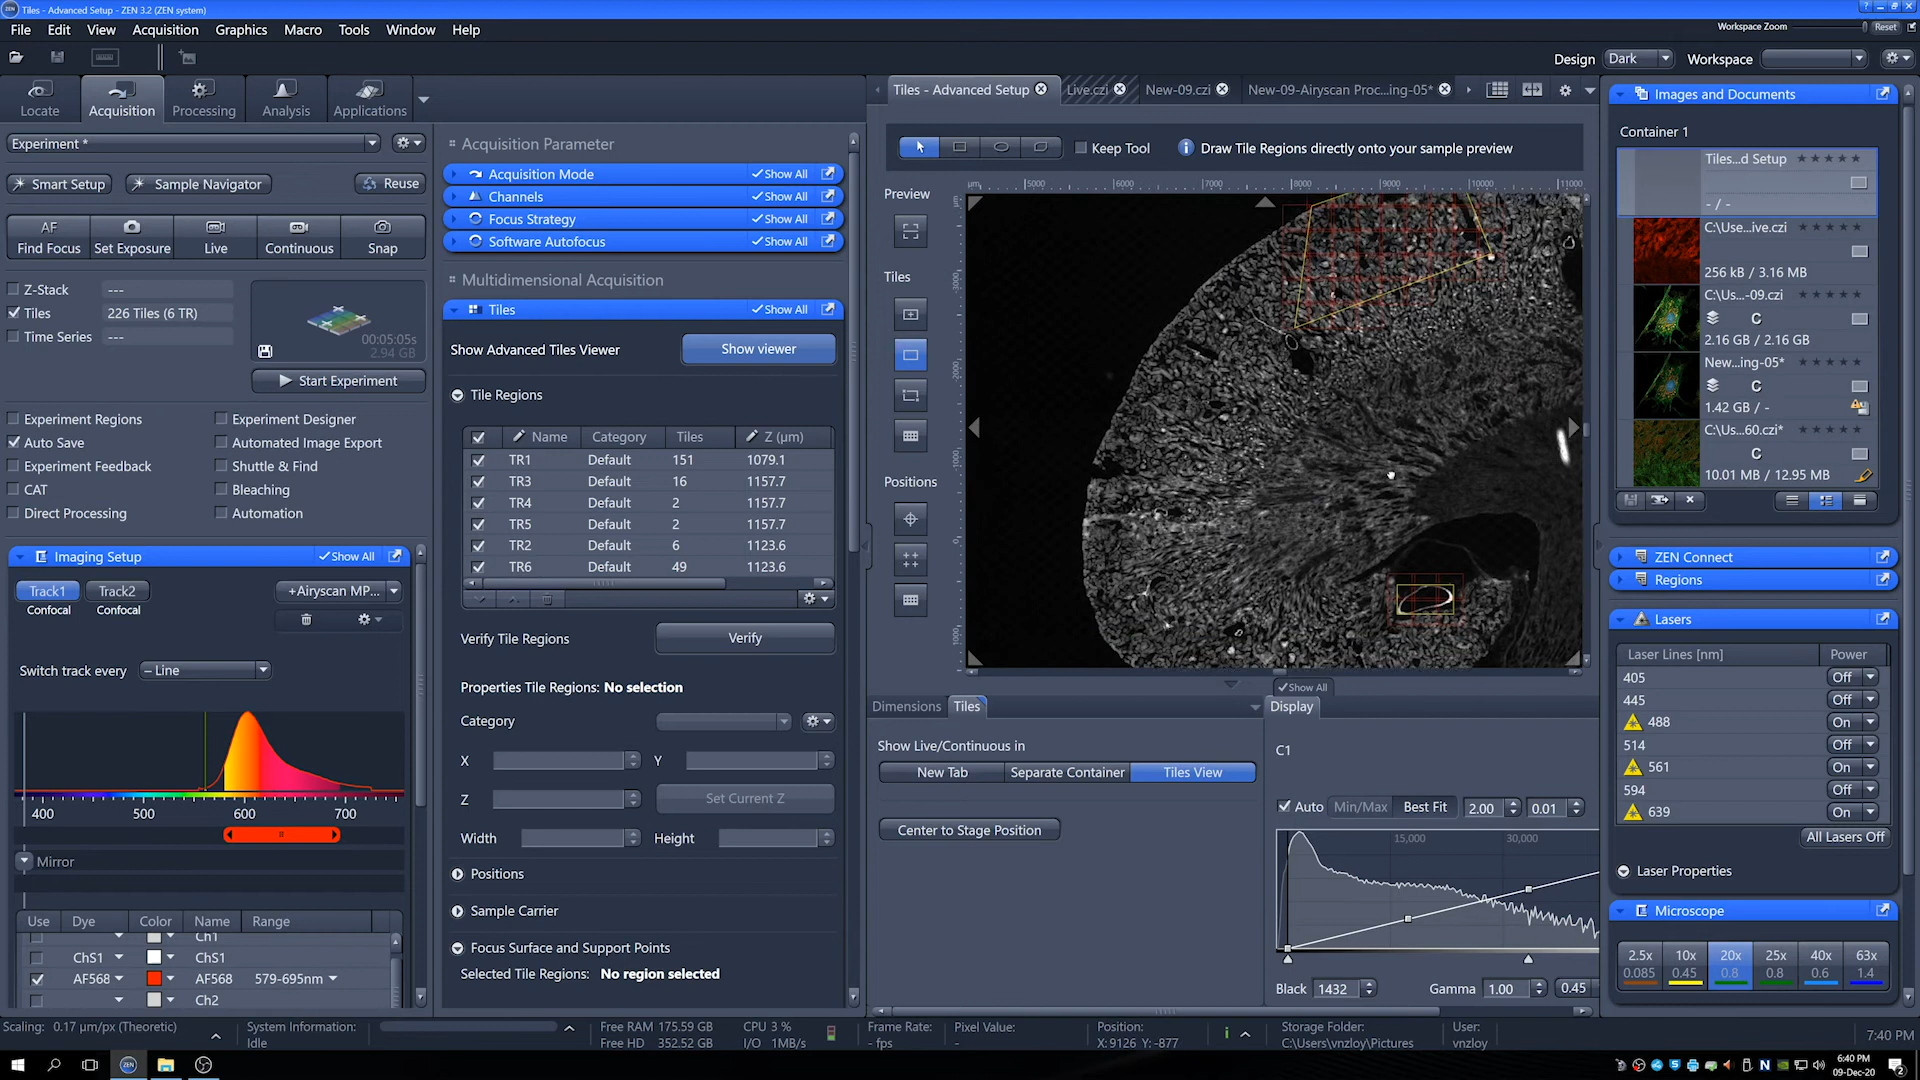 Tiles - Advanced Setup - ZEN 3.2 (ZEN system)
File Edit View Acquisition Graphics Macro Tools Window Help
Workspace Zoom Reset
Design Dark Workspace
Locate Acquisition Processing Analysis Applications
Experiment *
Smart Setup Sample Navigator Reuse
AF
Find Focus Set Exposure Live Continuous Snap
Z-Stack ---
Tiles 226 Tiles (6 TR)
Time Series ---
00:05:05s
2.94 GB
Start Experiment
Experiment Regions Experiment Designer
Auto Save Automated Image Export
Experiment Feedback Shuttle & Find
CAT Bleaching
Direct Processing Automation
Imaging Setup Show All
Track1 Track2 +Airyscan MP...
Confocal Confocal
Switch track every – Line
400 500 600 700
Mirror
Use Dye Color Name Range
Ch1
ChS1 ChS1
AF568 AF568 579-695nm
Ch2
Acquisition Parameter
Acquisition Mode Show All
Channels Show All
Focus Strategy Show All
Software Autofocus Show All
Multidimensional Acquisition
Tiles Show All
Show Advanced Tiles Viewer Show viewer
Tile Regions
Name Category Tiles Z (µm)
TR1 Default 151 1079.1
TR3 Default 16 1157.7
TR4 Default 2 1157.7
TR5 Default 2 1157.7
TR2 Default 6 1123.6
TR6 Default 49 1123.6
Verify Tile Regions Verify
Properties Tile Regions: No selection
Category
X Y
Z Set Current Z
Width Height
Positions
Sample Carrier
Focus Surface and Support Points
Selected Tile Regions: No region selected
Tiles - Advanced Setup Live.czi New-09.czi New-09-Airyscan Proc...ing-05*
Keep Tool Draw Tile Regions directly onto your sample preview
Preview
Tiles
Positions
µm 5000 6000 7000 8000 9000 10000 11000
µm -3000 -2000 -1000 0 1000
Show All
Dimensions Tiles Display
Show Live/Continuous in
New Tab Separate Container Tiles View
Center to Stage Position
C1
Auto Min/Max Best Fit 2.00 0.01
15,000 30,000
Black 1432 Gamma 1.00 0.45
Images and Documents
Container 1
Tiles...d Setup
- / -
C:\Use...ive.czi
256 kB / 3.16 MB
C:\Us...-09.czi
C
2.16 GB / 2.16 GB
New...ing-05*
C
1.42 GB / -
C:\Us...60.czi*
C
10.01 MB / 12.95 MB
ZEN Connect
Regions
Lasers
Laser Lines [nm] Power
405 Off
445 Off
488 On
514 Off
561 On
594 Off
639 On
All Lasers Off
Laser Properties
Microscope
2.5x 10x 20x 25x 40x 63x
0.085 0.45 0.8 0.8 0.6 1.4
Scaling: 0.17 µm/px (Theoretic)
System Information:
Idle
Free RAM 175.59 GB
Free HD 352.52 GB
CPU 3 %
I/O 1MB/s
Frame Rate:
- fps
Pixel Value:
-
Position:
X: 9126 Y: -877
Storage Folder:
C:\Users\vnzloy\Pictures
User:
vnzloy
7:40 PM
6:40 PM
09-Dec-20
ZEN